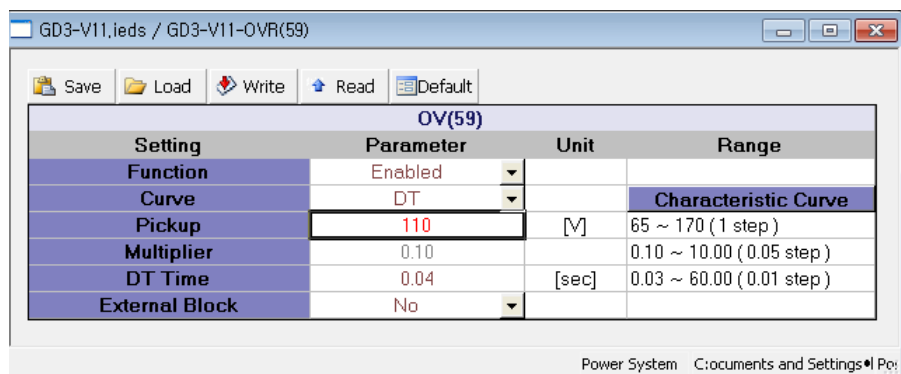 GD3-V11.ieds / GD3-V11-OVR(59)
Save Load Write Read Default
OV(59)
Setting Parameter Unit Range
Function Enabled
Curve DT Characteristic Curve
Pickup 110 [V] 65 ~ 170 ( 1 step )
Multiplier 0.10 0.10 ~ 10.00 ( 0.05 step )
DT Time 0.04 [sec] 0.03 ~ 60.00 ( 0.01 step )
External Block No
Power System C:ocuments and Settings